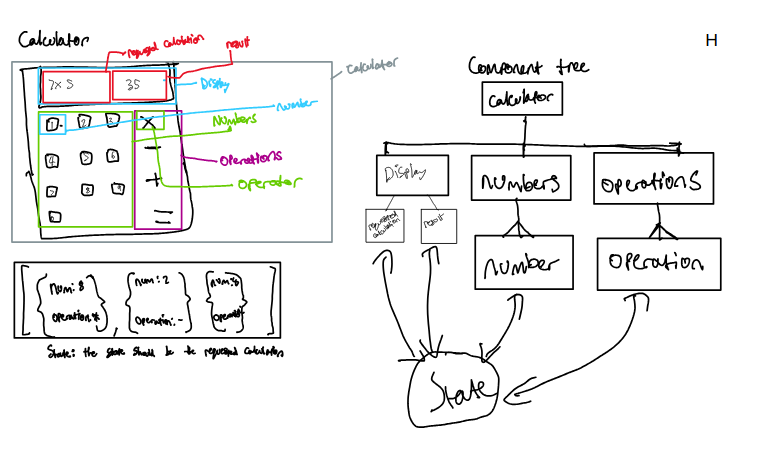 Calculator
requested calculation
result
H
Calculator
7x5
35
Display
number
1
2
3
x
Numbers
4
5
6
-
operations
7
8
9
+
operator
0
=
Component tree
Calculator
Display
numbers
operations
requested calculation
result
number
operation
State
[ { num: 8
operation: * } , { num: 2
operation: - } { num:
operation } ]
State: the state should be the requested calculation